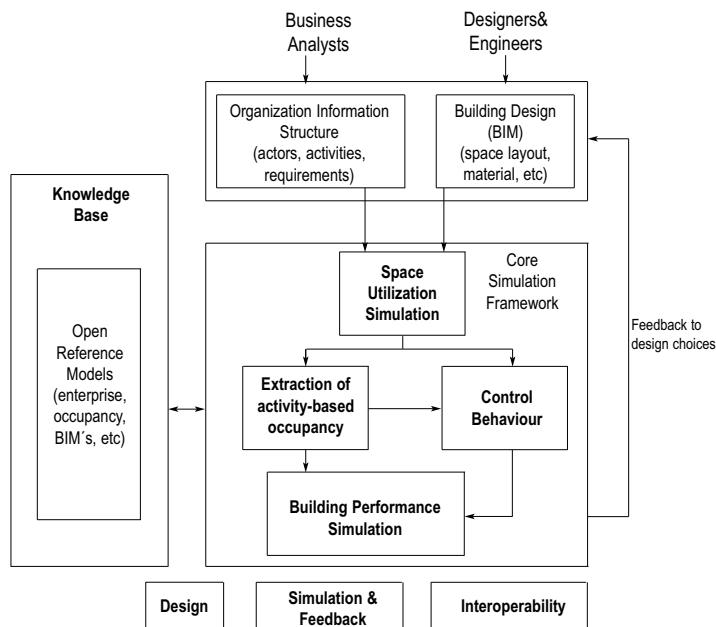 Business
Analysts
Designers&
Engineers
Organization Information
Structure
(actors, activities,
requirements)
Building Design
(BIM)
(space layout,
material, etc)
Knowledge
Base
Open
Reference
Models
(enterprise,
occupancy,
BIM´s, etc)
Core
Simulation
Framework
Space
Utilization
Simulation
Extraction of
activity-based
occupancy
Control
Behaviour
Building Performance
Simulation
Feedback to
design choices
Design
Simulation &
Feedback
Interoperability